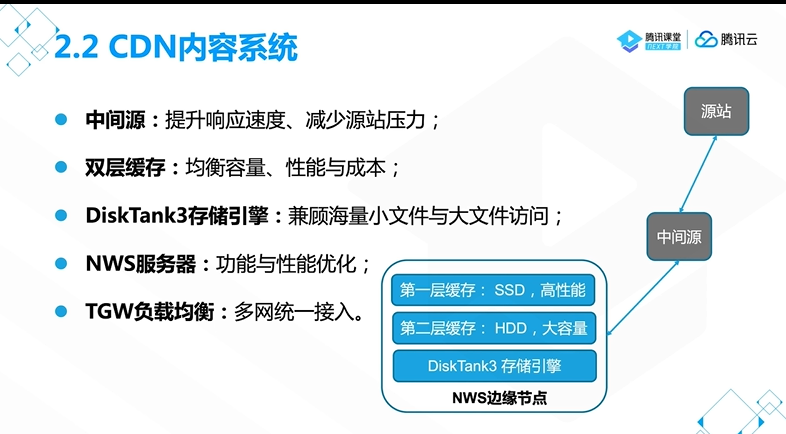 2.2 CDN内容系统
腾讯课堂
NEXT学院
腾讯云
中间源：提升响应速度、减少源站压力；
双层缓存：均衡容量、性能与成本；
DiskTank3存储引擎：兼顾海量小文件与大文件访问；
NWS服务器：功能与性能优化；
TGW负载均衡：多网统一接入。
源站
中间源
第一层缓存： SSD，高性能
第二层缓存： HDD，大容量
DiskTank3 存储引擎
NWS边缘节点